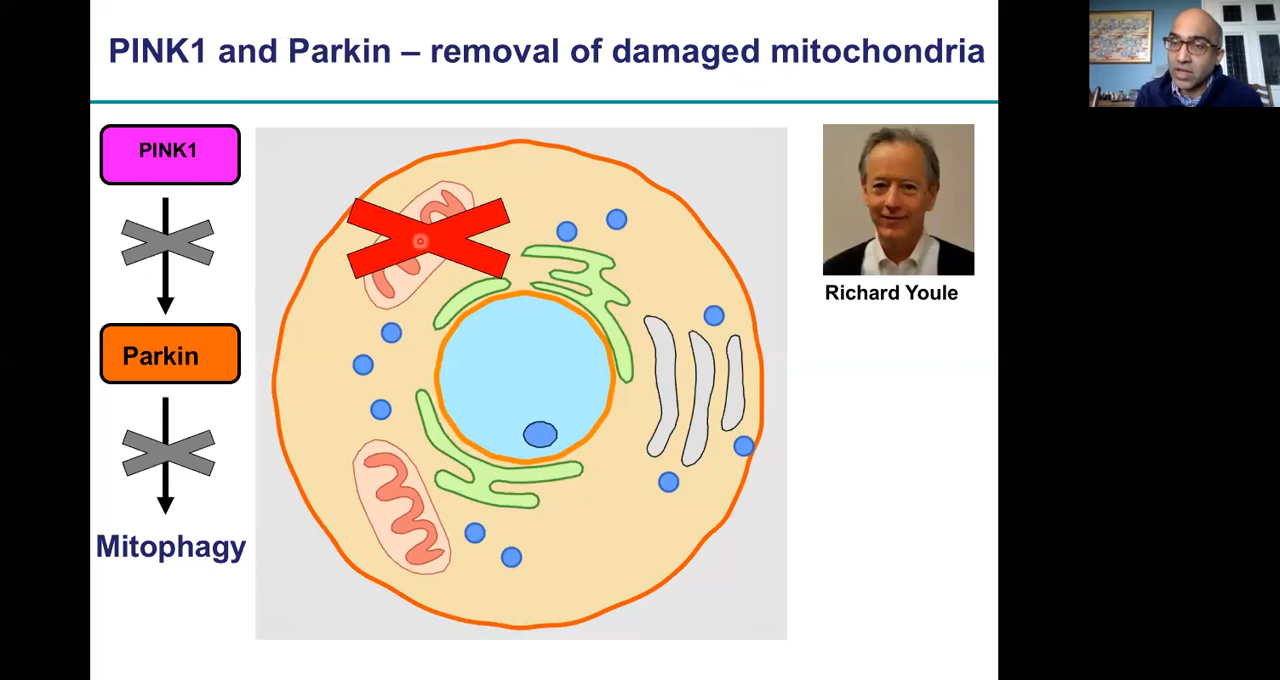 PINK1 and Parkin – removal of damaged mitochondria
PINK1
Parkin
Mitophagy
Richard Youle